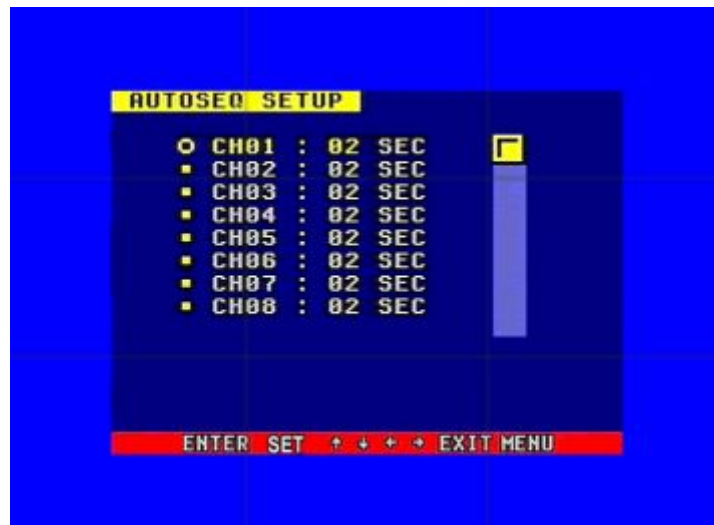 AUTOSEQ SETUP
CH01 : 02 SEC
CH02 : 02 SEC
CH03 : 02 SEC
CH04 : 02 SEC
CH05 : 02 SEC
CH06 : 02 SEC
CH07 : 02 SEC
CH08 : 02 SEC
ENTER SET ↑ ↓ ← → EXIT MENU